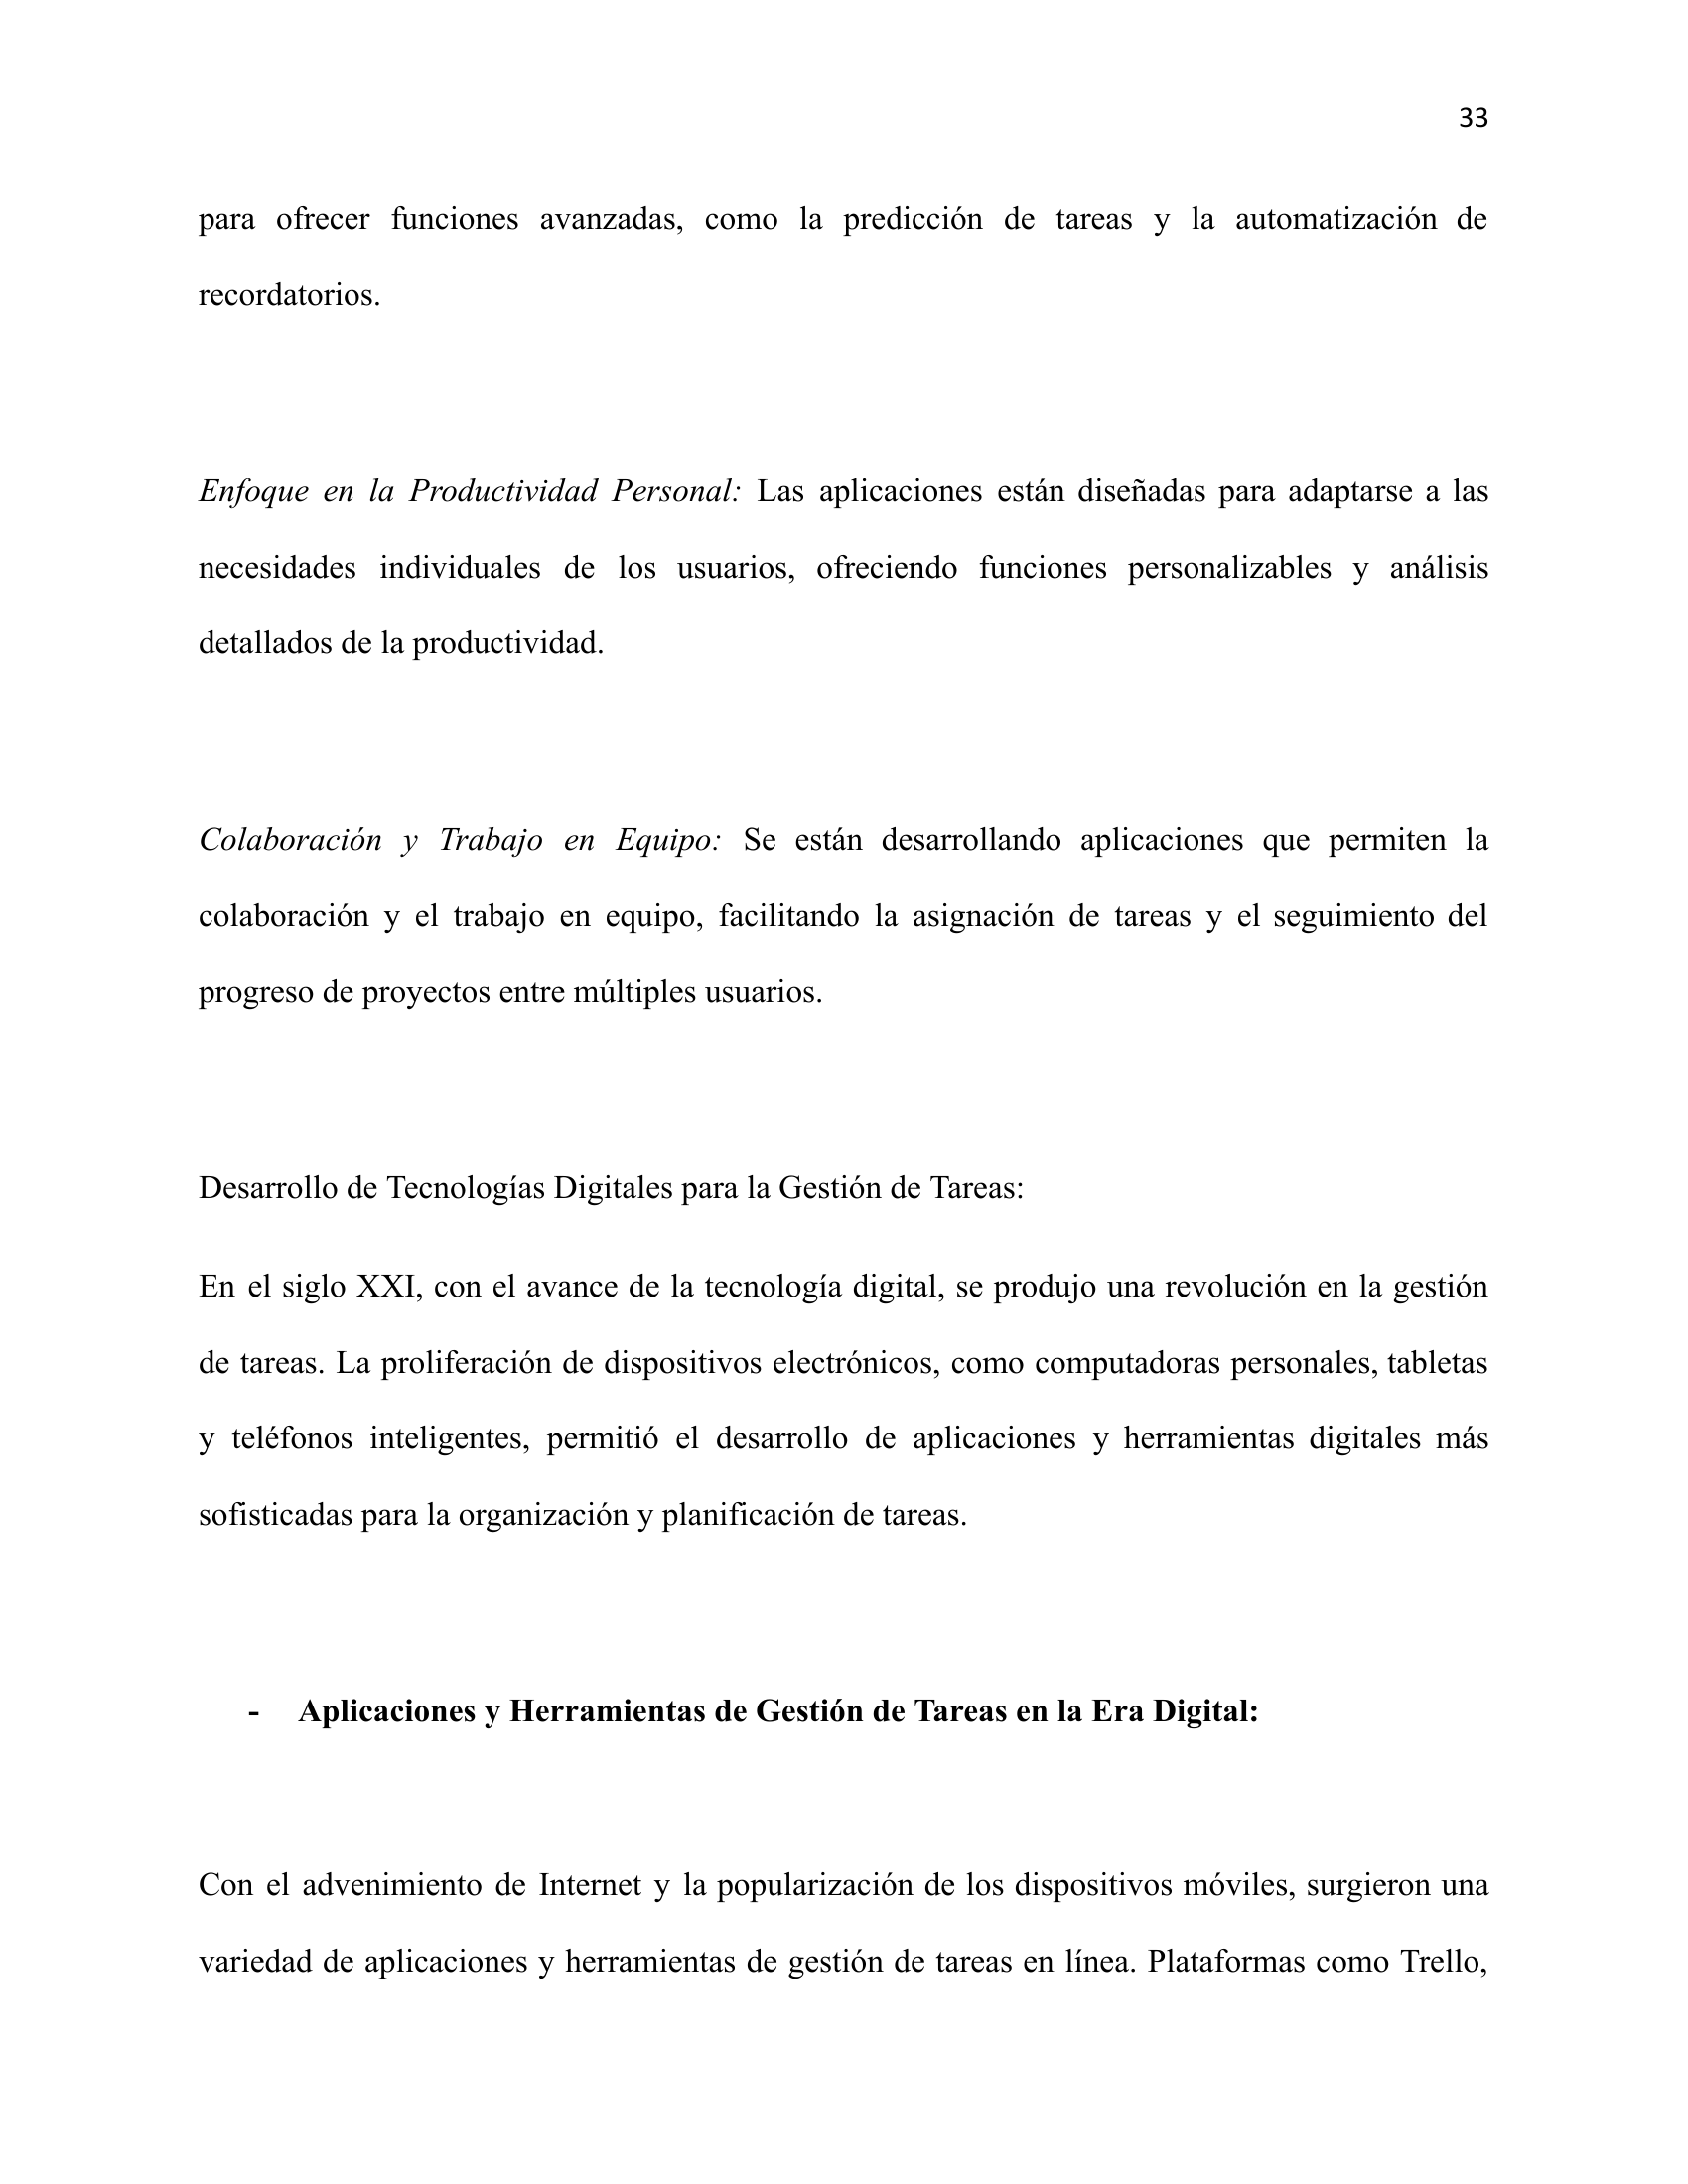 33
para ofrecer funciones avanzadas, como la predicción de tareas y la automatización de
recordatorios.
Enfoque en la Productividad Personal: Las aplicaciones están diseñadas para adaptarse a las
necesidades individuales de los usuarios, ofreciendo funciones personalizables y análisis
detallados de la productividad.
Colaboración y Trabajo en Equipo: Se están desarrollando aplicaciones que permiten la
colaboración y el trabajo en equipo, facilitando la asignación de tareas y el seguimiento del
progreso de proyectos entre múltiples usuarios.
Desarrollo de Tecnologías Digitales para la Gestión de Tareas:
En el siglo XXI, con el avance de la tecnología digital, se produjo una revolución en la gestión
de tareas. La proliferación de dispositivos electrónicos, como computadoras personales, tabletas
y teléfonos inteligentes, permitió el desarrollo de aplicaciones y herramientas digitales más
sofisticadas para la organización y planificación de tareas.
- Aplicaciones y Herramientas de Gestión de Tareas en la Era Digital:
Con el advenimiento de Internet y la popularización de los dispositivos móviles, surgieron una
variedad de aplicaciones y herramientas de gestión de tareas en línea. Plataformas como Trello,